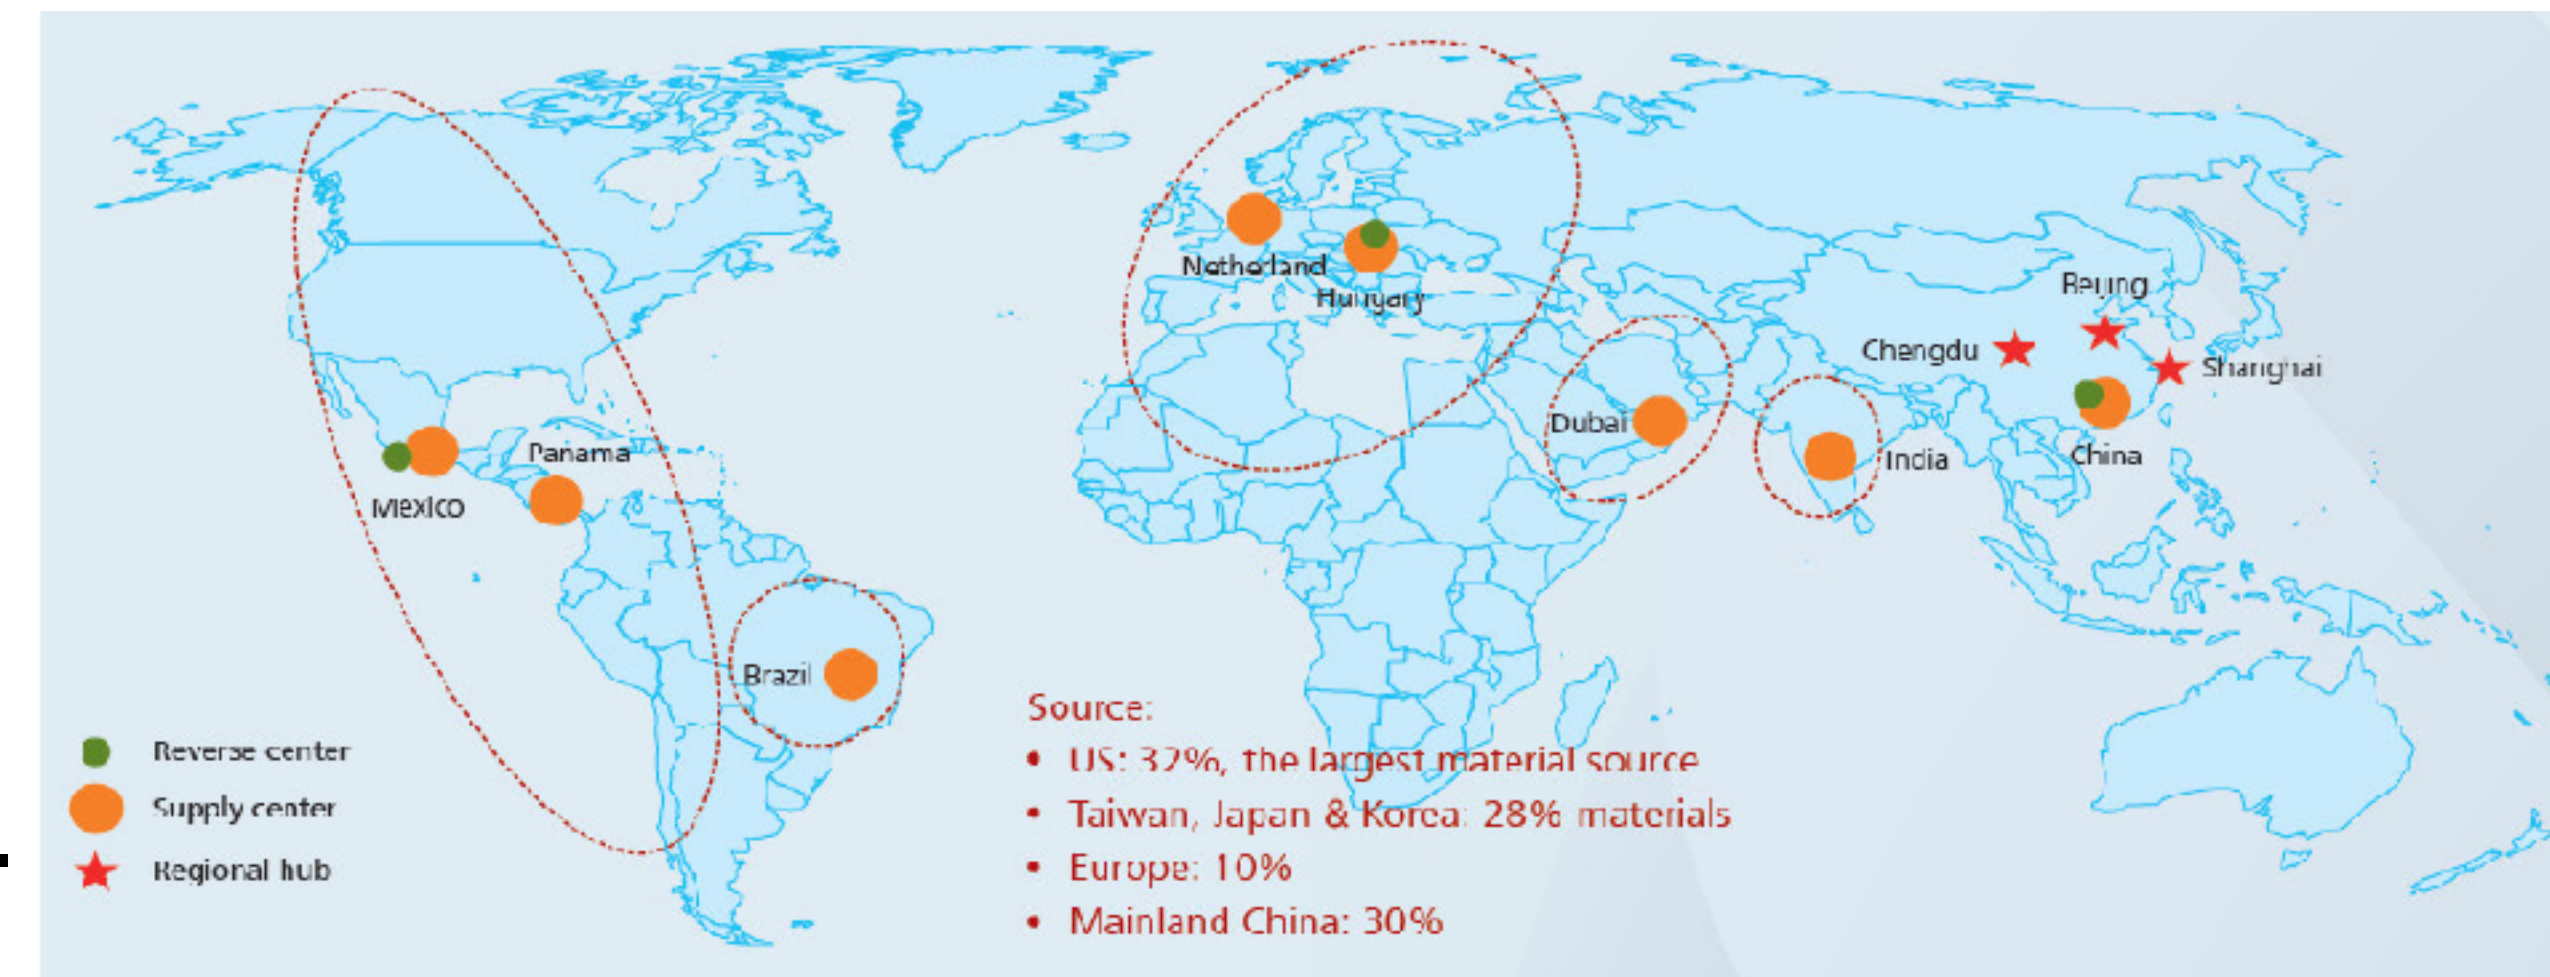 Netherland
Hungary
Beijing
Chengdu
Shanghai
Dubai
Panama
India
China
Mexico
Brazil
Source:
Reverse center
• US: 32%, the largest material source
Supply center
• Taiwan, Japan & Korea: 28% materials
Regional hub
• Europe: 10%
• Mainland China: 30%